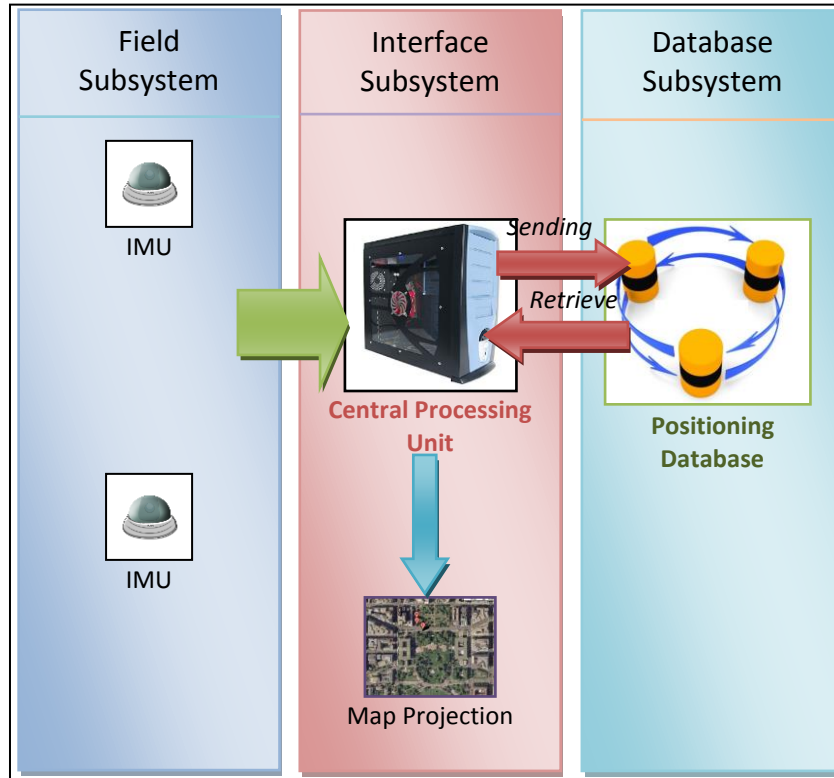 Field
Subsystem
Interface
Subsystem
Database
Subsystem
IMU
Sending
Retrieve
Central Processing
Unit
Positioning
Database
IMU
Map Projection